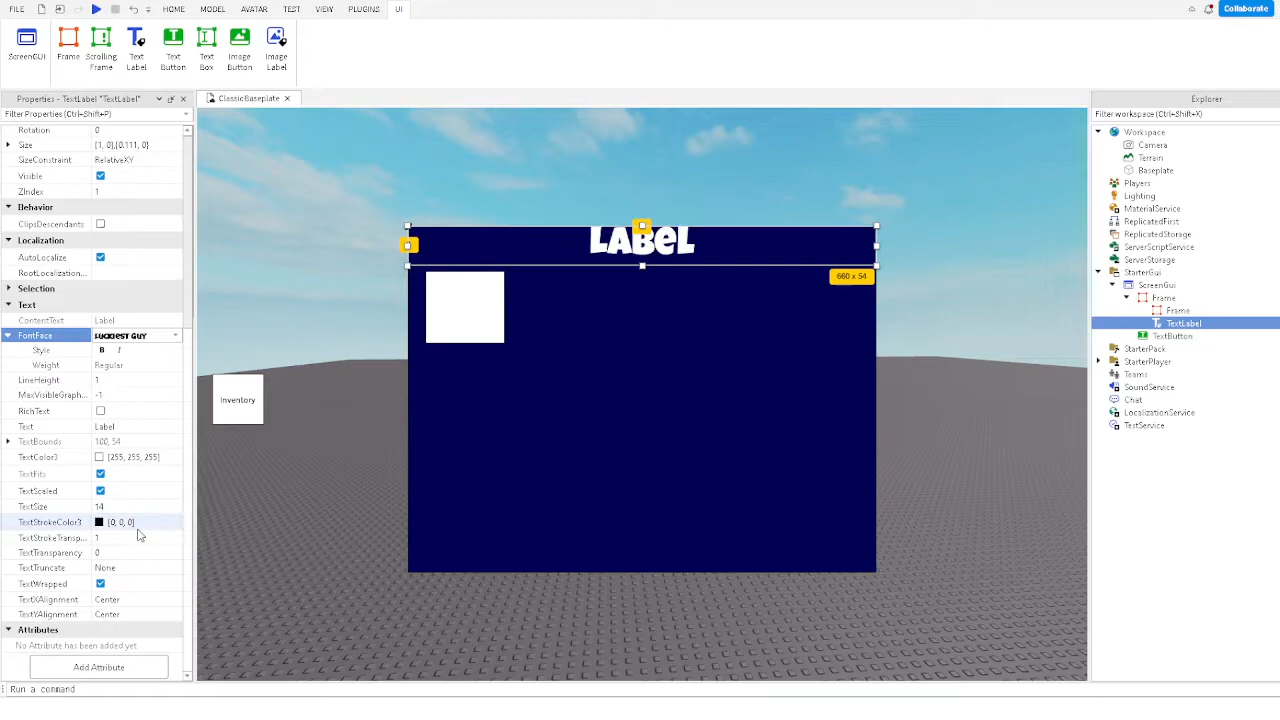 FILE HOME MODEL AVATAR TEST VIEW PLUGINS UI Collaborate
ScreenGUI Frame Scrolling Frame Text Label Text Button Text Box Image Button Image Label
Properties - TextLabel "TextLabel"
Filter Properties (Ctrl+Shift+P)
Rotation 0
Size {1, 0},{0.111, 0}
SizeConstraint RelativeXY
Visible
ZIndex 1
Behavior
ClipsDescendants
Localization
AutoLocalize
RootLocalization...
Selection
Text
ContentText Label
FontFace Luckiest Guy
Style B I
Weight Regular
LineHeight 1
MaxVisibleGraph... -1
RichText
Text Label
TextBounds 100, 54
TextColor3 [255, 255, 255]
TextFits
TextScaled
TextSize 14
TextStrokeColor3 [0, 0, 0]
TextStrokeTransp... 1
TextTransparency 0
TextTruncate None
TextWrapped
TextXAlignment Center
TextYAlignment Center
Attributes
No Attribute has been added yet
Add Attribute
Run a command
ClassicBaseplate
LABEL
660 x 54
Inventory
Explorer
Filter workspace (Ctrl+Shift+X)
Workspace
Camera
Terrain
Baseplate
Players
Lighting
MaterialService
ReplicatedFirst
ReplicatedStorage
ServerScriptService
ServerStorage
StarterGui
ScreenGui
Frame
Frame
TextLabel
TextButton
StarterPack
StarterPlayer
Teams
SoundService
Chat
LocalizationService
TestService